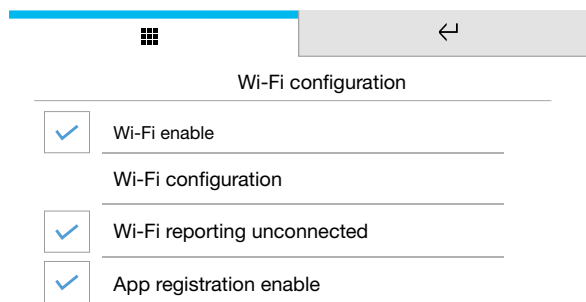 Wi-Fi configuration
Wi-Fi enable
Wi-Fi configuration
Wi-Fi reporting unconnected
App registration enable